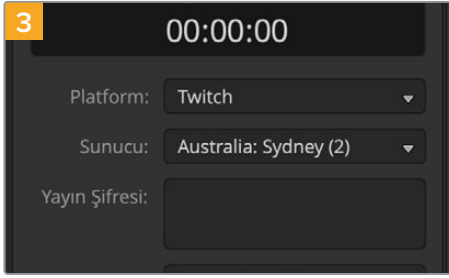 3
00:00:00
Platform: Twitch
Sunucu: Australia: Sydney (2)
Yayın Şifresi: